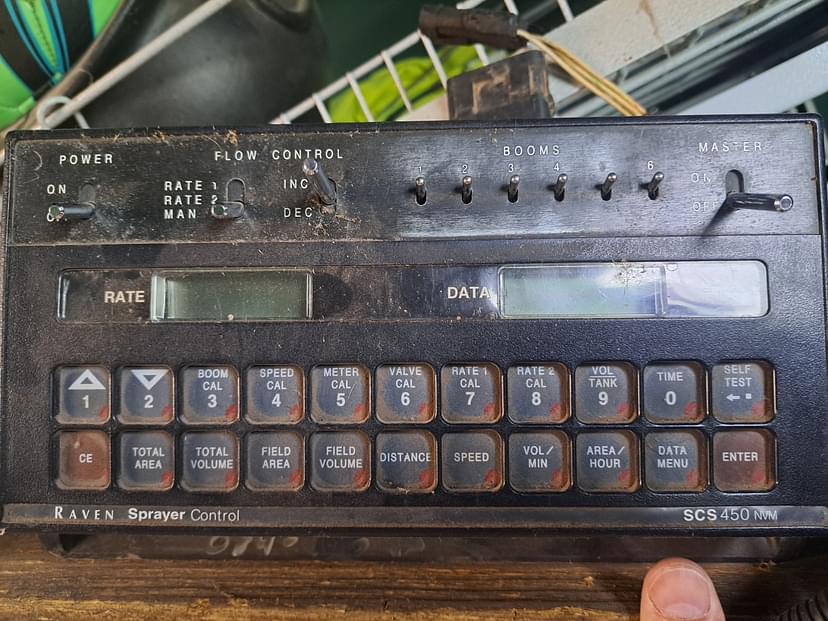 POWER
FLOW CONTROL
BOOMS
MASTER
ON
RATE 1
RATE 2
MAN
INC
DEC
1 2 3 4 6
ON
OFF
RATE
DATA
1
2
BOOM CAL 3
SPEED CAL 4
METER CAL 5
VALVE CAL 6
RATE 1 CAL 7
RATE 2 CAL 8
VOL TANK 9
TIME 0
SELF TEST ←
CE
TOTAL AREA
TOTAL VOLUME
FIELD AREA
FIELD VOLUME
DISTANCE
SPEED
VOL/ MIN
AREA/ HOUR
DATA MENU
ENTER
RAVEN Sprayer Control
SCS 450 NVM